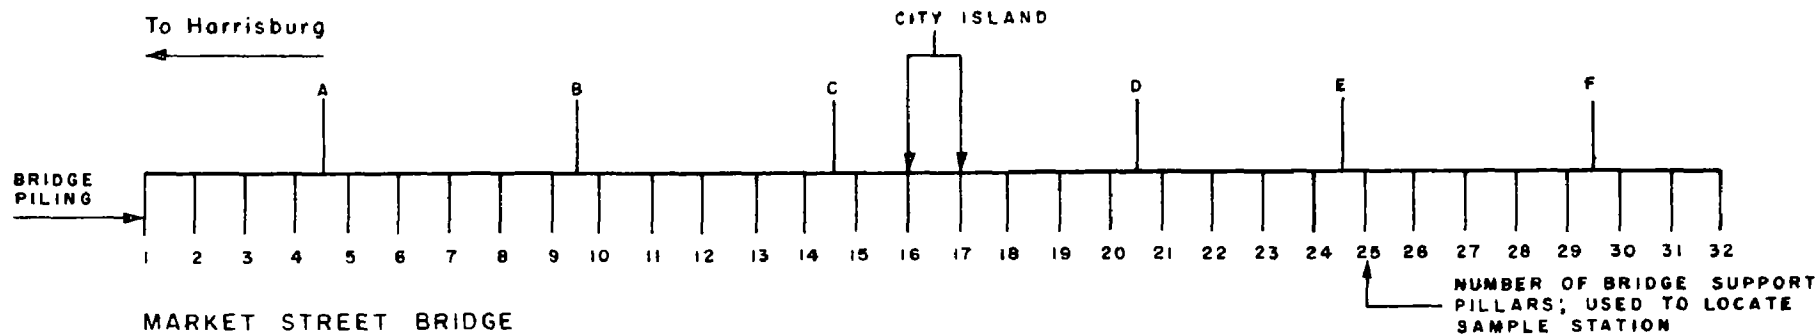 To Harrisburg
CITY ISLAND
A B C D E F
BRIDGE
PILING
1 2 3 4 5 6 7 8 9 10 11 12 13 14 15 16 17 18 19 20 21 22 23 24 25 26 27 28 29 30 31 32
NUMBER OF BRIDGE SUPPORT
PILLARS; USED TO LOCATE
SAMPLE STATION
MARKET STREET BRIDGE